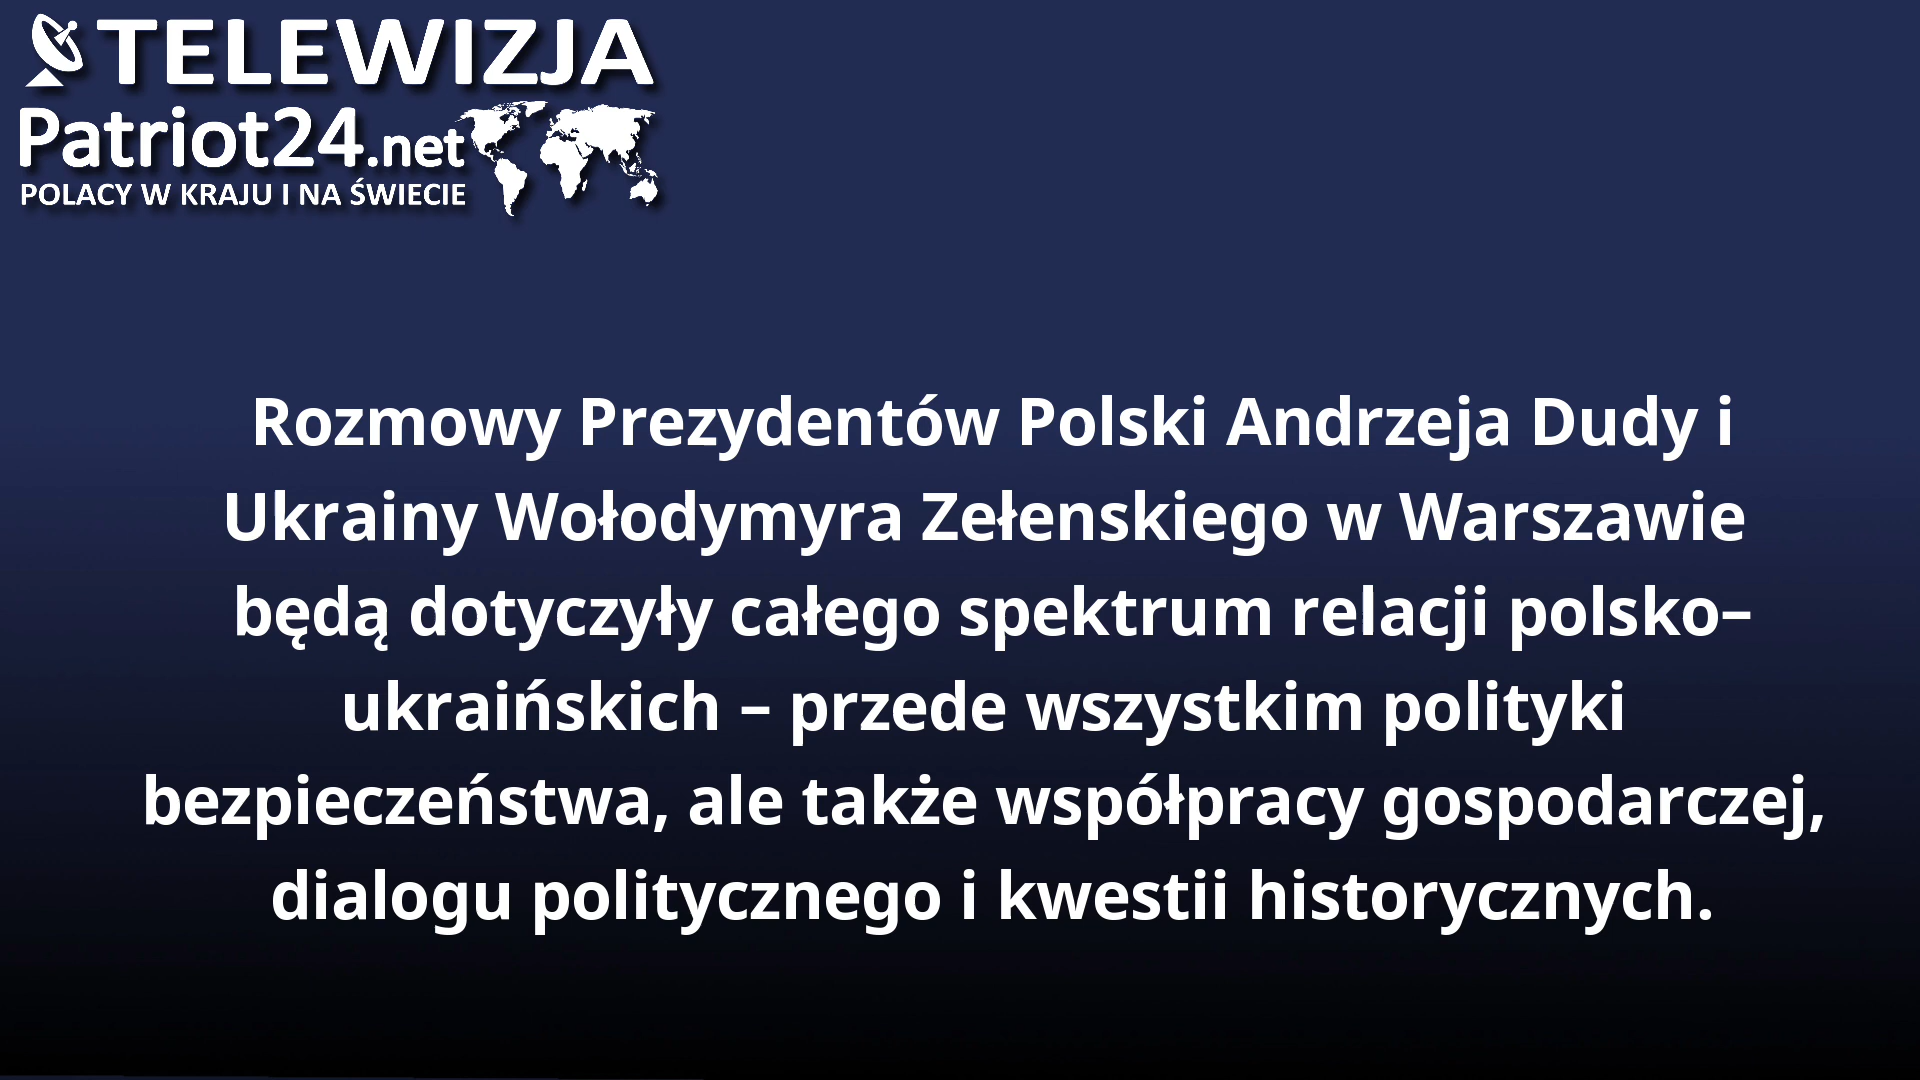 TELEWIZJA
Patriot24.net
POLACY W KRAJU I NA ŚWIECIE
Rozmowy Prezydentów Polski Andrzeja Dudy i
Ukrainy Wołodymyra Zełenskiego w Warszawie
będą dotyczyły całego spektrum relacji polsko–
ukraińskich – przede wszystkim polityki
bezpieczeństwa, ale także współpracy gospodarczej,
dialogu politycznego i kwestii historycznych.